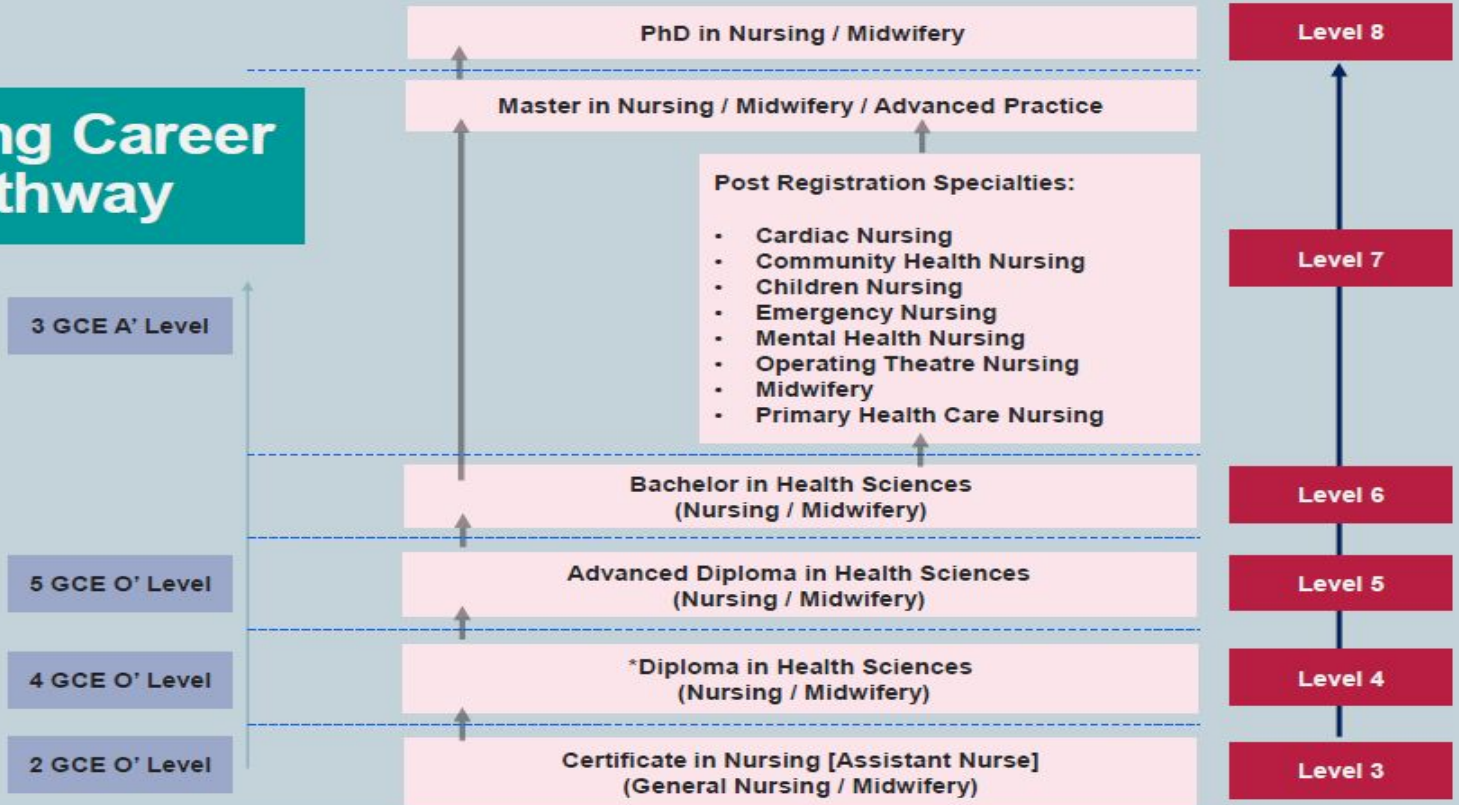 PhD in Nursing / Midwifery
Level 8
Master in Nursing / Midwifery / Advanced Practice
ng Career
thway
Post Registration Specialties:
• Cardiac Nursing
• Community Health Nursing
• Children Nursing
• Emergency Nursing
• Mental Health Nursing
• Operating Theatre Nursing
• Midwifery
• Primary Health Care Nursing
Level 7
3 GCE A' Level
Bachelor in Health Sciences
(Nursing / Midwifery)
Level 6
5 GCE O' Level
Advanced Diploma in Health Sciences
(Nursing / Midwifery)
Level 5
4 GCE O' Level
*Diploma in Health Sciences
(Nursing / Midwifery)
Level 4
2 GCE O' Level
Certificate in Nursing [Assistant Nurse]
(General Nursing / Midwifery)
Level 3